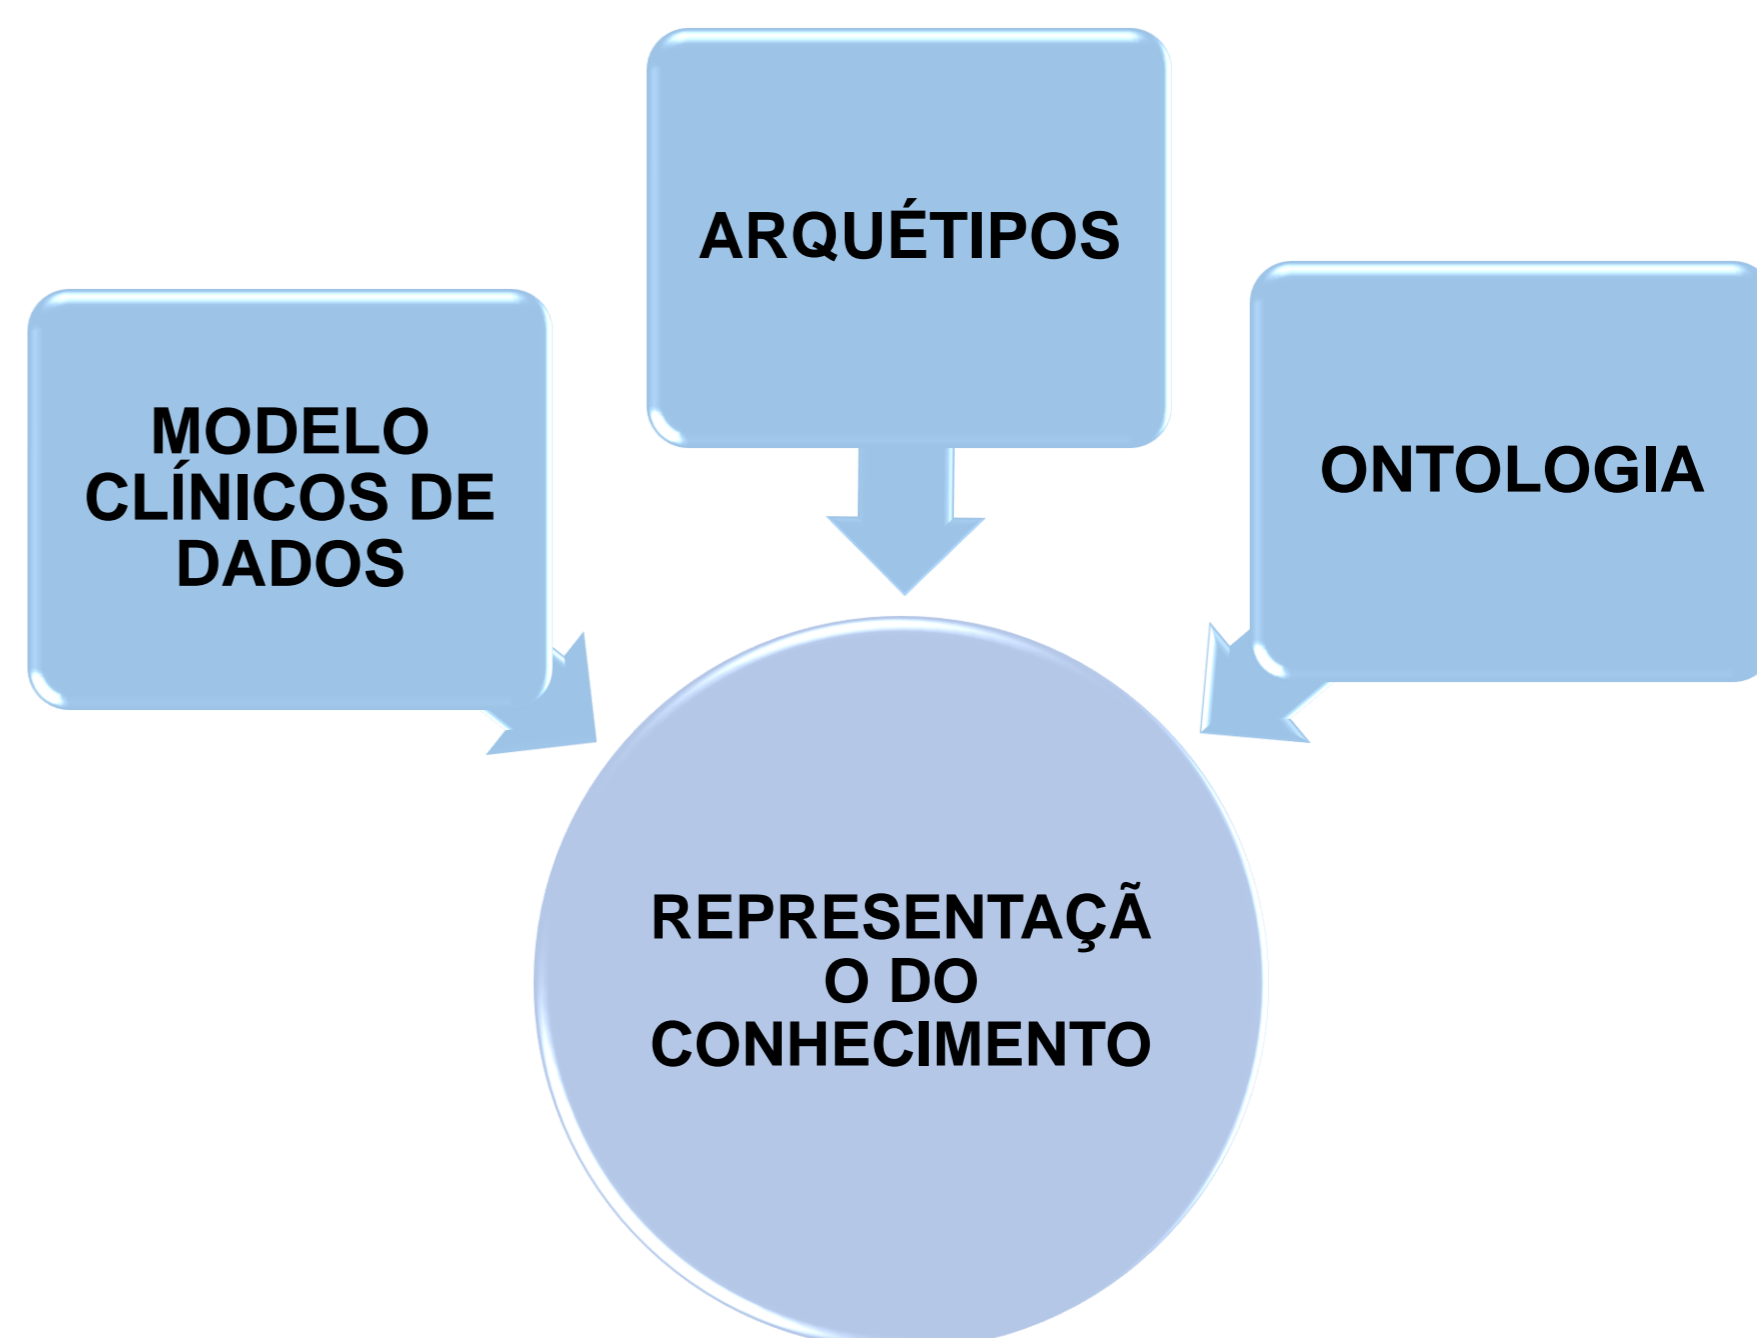 ARQUÉTIPOS
MODELO
CLÍNICOS DE
DADOS
ONTOLOGIA
REPRESENTAÇÃ
O DO
CONHECIMENTO